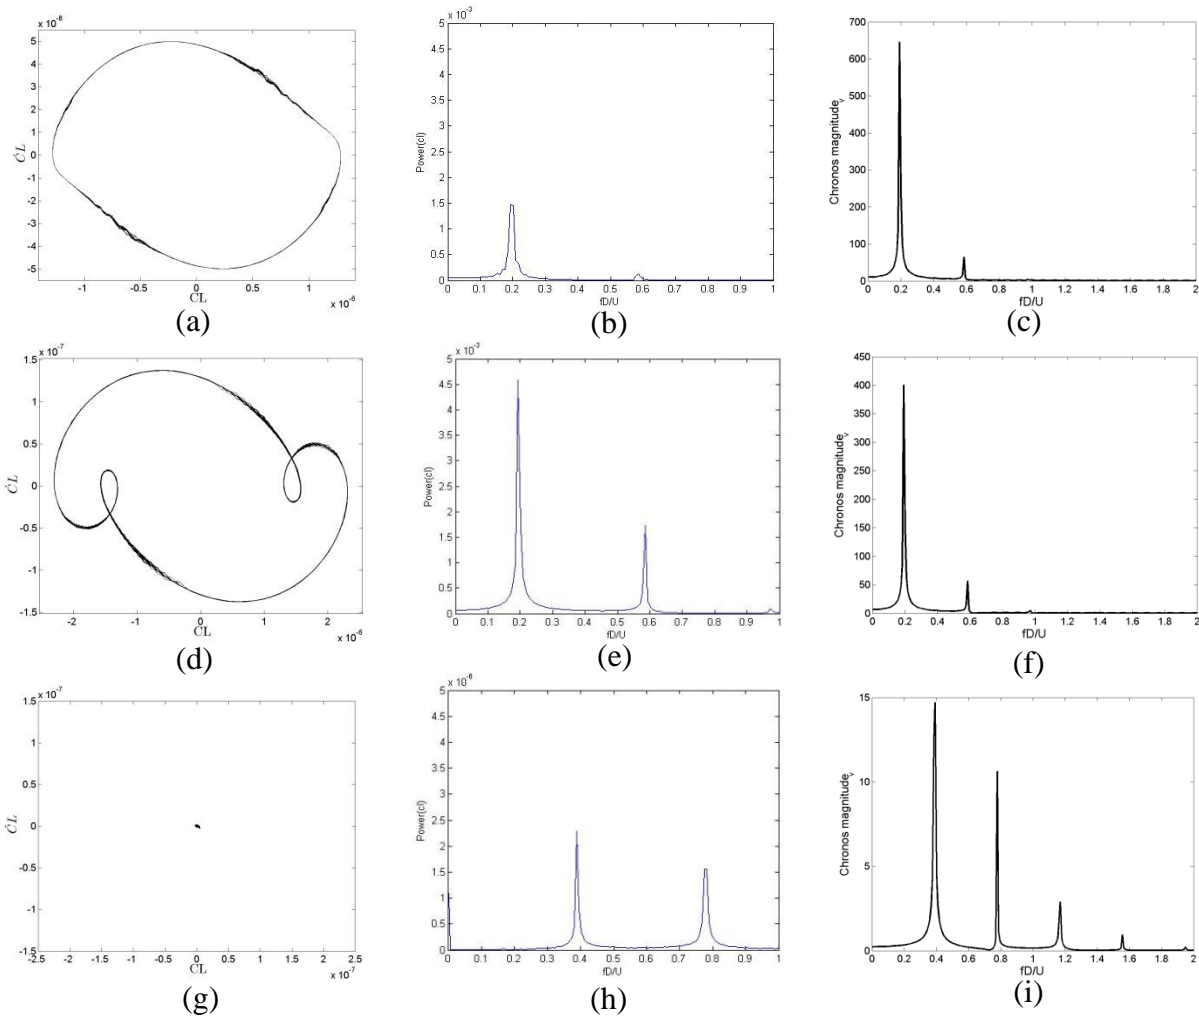 x 10⁻⁸
5
4
3
2
1
0
-1
-2
-3
-4
-5
ĊL
-1 -0.5 0 0.5 1
CL
x 10⁻⁶
(a)
x 10⁻³
5
4.5
4
3.5
3
2.5
2
1.5
1
0.5
0
Power(cl)
0 0.1 0.2 0.3 0.4 0.5 0.6 0.7 0.8 0.9 1
fD/U
(b)
700
600
500
400
300
200
100
0
Chronos magnitude
v
0 0.2 0.4 0.6 0.8 1 1.2 1.4 1.6 1.8 2
fD/U
(c)
x 10⁻⁷
1.5
1
0.5
0
-0.5
-1
-1.5
ĊL
-2 -1 0 1 2
CL
x 10⁻⁶
(d)
x 10⁻³
5
4.5
4
3.5
3
2.5
2
1.5
1
0.5
0
Power(cl)
0 0.1 0.2 0.3 0.4 0.5 0.6 0.7 0.8 0.9 1
fD/U
(e)
450
400
350
300
250
200
150
100
50
0
Chronos magnitude
v
0 0.2 0.4 0.6 0.8 1 1.2 1.4 1.6 1.8 2
fD/U
(f)
x 10⁻⁷
1.5
1
0.5
0
-0.5
-1
-1.5
ĊL
-2.5 -2 -1.5 -1 -0.5 0 0.5 1 1.5 2 2.5
CL
x 10⁻⁷
(g)
x 10⁻⁶
5
4.5
4
3.5
3
2.5
2
1.5
1
0.5
0
Power(cl)
0 0.1 0.2 0.3 0.4 0.5 0.6 0.7 0.8 0.9 1
fD/U
(h)
15
10
5
0
Chronos magnitude
v
0 0.2 0.4 0.6 0.8 1 1.2 1.4 1.6 1.8 2
fD/U
(i)